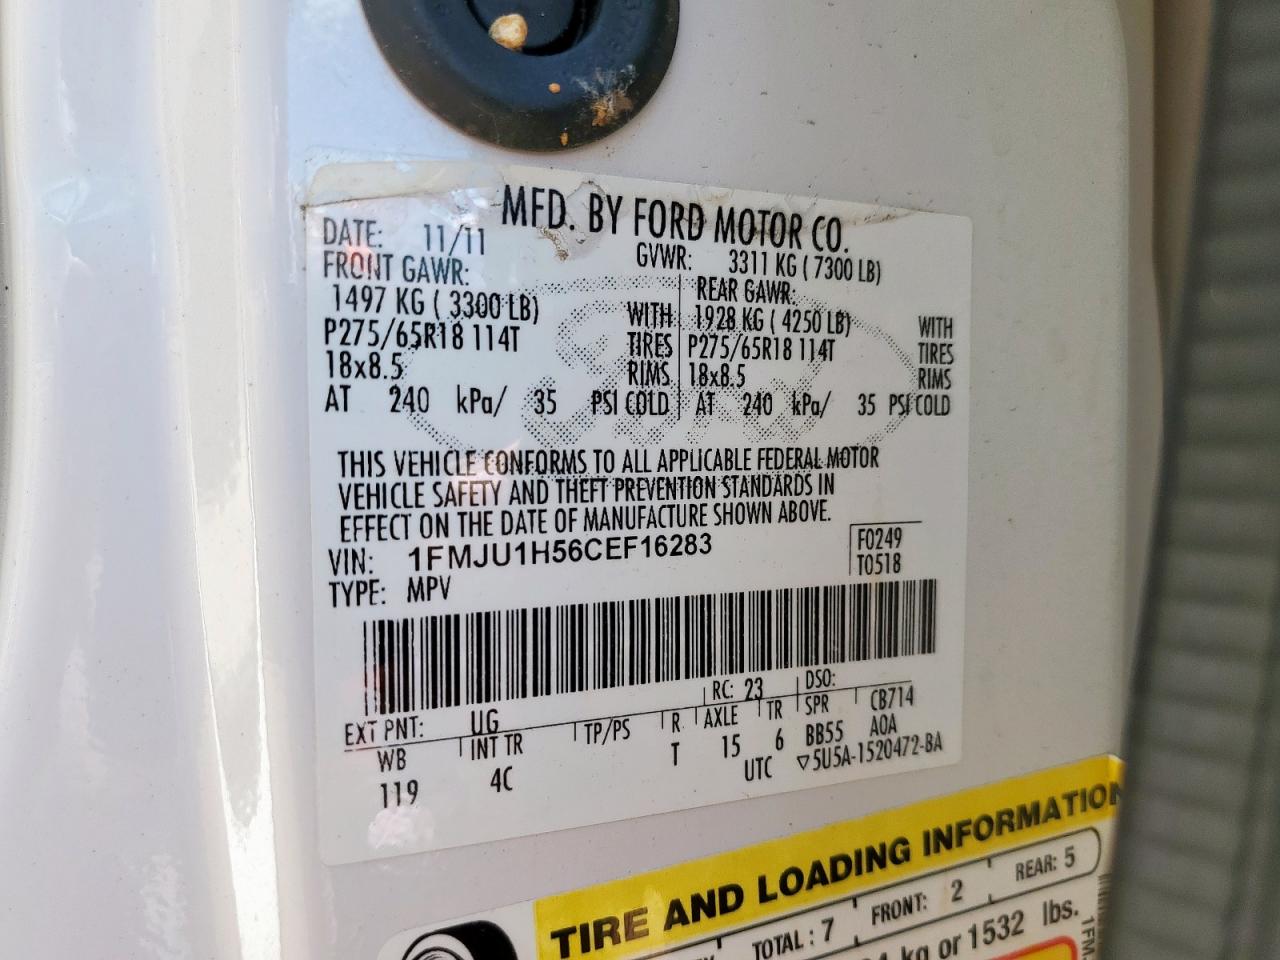 MFD. BY FORD MOTOR CO.
DATE: 11/11 GVWR: 3311 KG ( 7300 LB)
FRONT GAWR: REAR GAWR:
1497 KG ( 3300 LB) WITH 1928 KG ( 4250 LB) WITH
P275/65R18 114T TIRES P275/65R18 114T TIRES
18x8.5 RIMS 18x8.5 RIMS
AT 240 kPa/ 35 PSI COLD AT 240 kPa/ 35 PSI COLD
THIS VEHICLE CONFORMS TO ALL APPLICABLE FEDERAL MOTOR
VEHICLE SAFETY AND THEFT PREVENTION STANDARDS IN
EFFECT ON THE DATE OF MANUFACTURE SHOWN ABOVE.
VIN: 1FMJU1H56CEF16283 F0249
TYPE: MPV T0518
RC: 23 DSO:
EXT PNT: UG CB714
WB INT TR TP/PS R AXLE TR SPR
119 4C T 15 6 BB55 A0A
UTC ▽5U5A-1520472-BA
TIRE AND LOADING INFORMATION
TOTAL: 7 FRONT: 2 REAR: 5
kg or 1532 lbs.
1FM